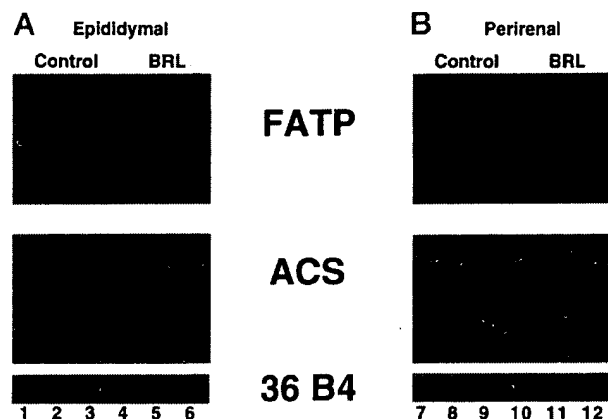 A B
Epididymal Perirenal
Control BRL Control BRL
FATP
ACS
36 B4
1 2 3 4 5 6 7 8 9 10 11 12